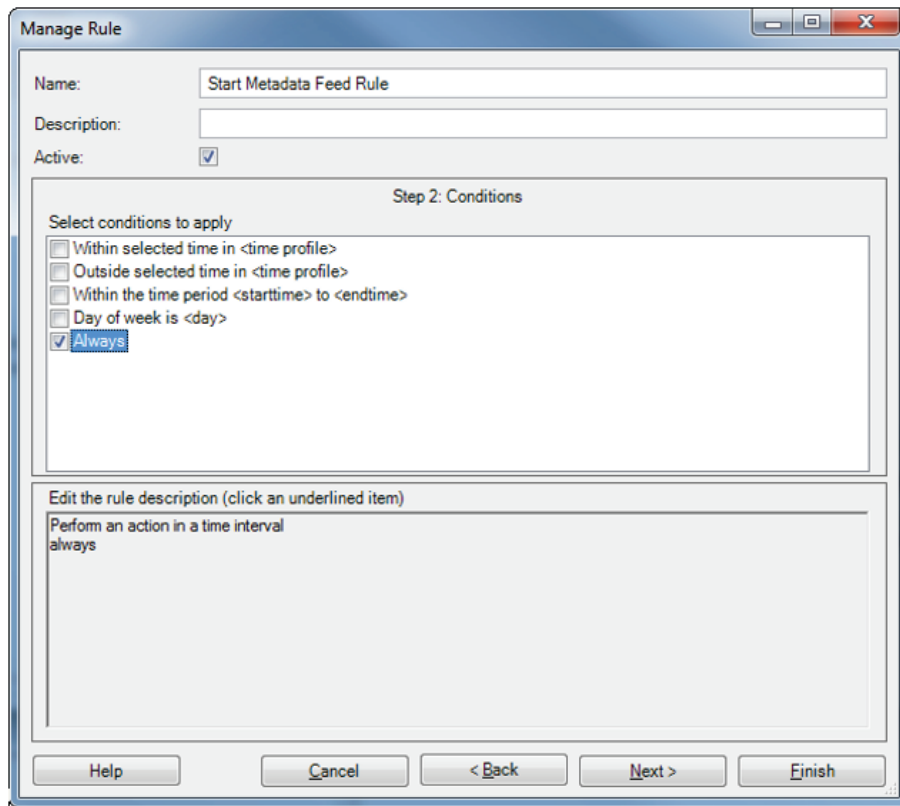 Manage Rule
Name: Start Metadata Feed Rule
Description:
Active:
Step 2: Conditions
Select conditions to apply
Within selected time in <time profile>
Outside selected time in <time profile>
Within the time period <starttime> to <endtime>
Day of week is <day>
Always
Edit the rule description (click an underlined item)
Perform an action in a time interval
always
Help Cancel < Back Next > Finish